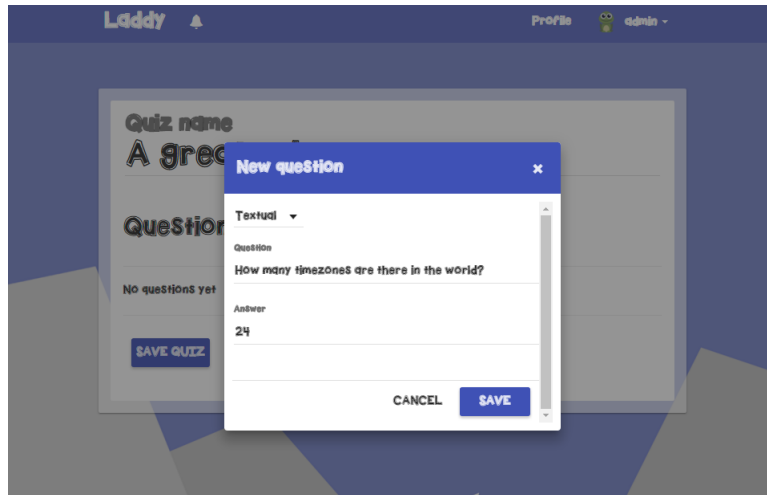 Laddy
Profile
admin
Quiz name
A grea
New question
Question
Textual
Question
How many timezones are there in the world?
No questions yet
Answer
24
SAVE QUIZ
CANCEL
SAVE